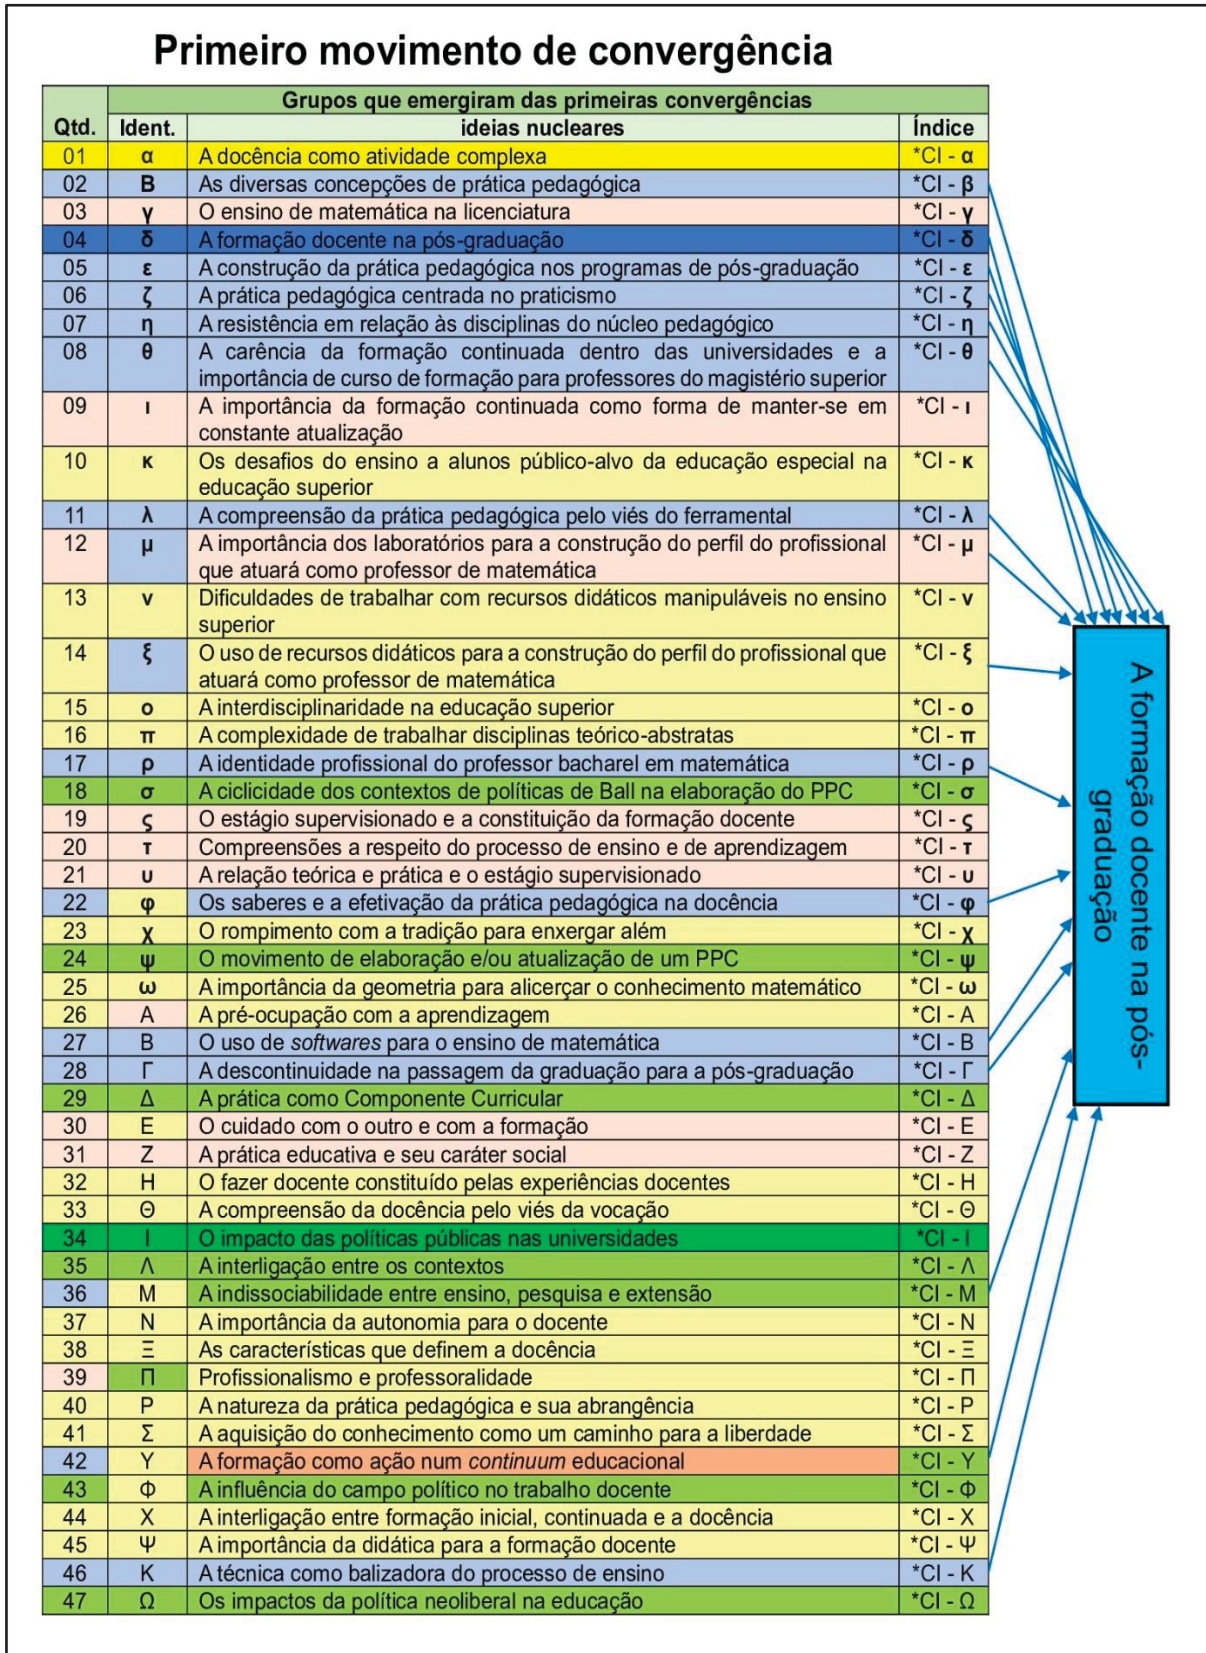 Primeiro movimento de convergência
Grupos que emergiram das primeiras convergências
Qtd. Ident. ideias nucleares Índice
01 α A docência como atividade complexa *CI - α
02 Β As diversas concepções de prática pedagógica *CI - β
03 γ O ensino de matemática na licenciatura *CI - γ
04 δ A formação docente na pós-graduação *CI - δ
05 ε A construção da prática pedagógica nos programas de pós-graduação *CI - ε
06 ζ A prática pedagógica centrada no praticismo *CI - ζ
07 η A resistência em relação às disciplinas do núcleo pedagógico *CI - η
08 θ A carência da formação continuada dentro das universidades e a *CI - θ
importância de curso de formação para professores do magistério superior
09 ι A importância da formação continuada como forma de manter-se em *CI - ι
constante atualização
10 κ Os desafios do ensino a alunos público-alvo da educação especial na *CI - κ
educação superior
11 λ A compreensão da prática pedagógica pelo viés do ferramental *CI - λ
12 μ A importância dos laboratórios para a construção do perfil do profissional *CI - μ
que atuará como professor de matemática
13 ν Dificuldades de trabalhar com recursos didáticos manipuláveis no ensino *CI - ν
superior
14 ξ O uso de recursos didáticos para a construção do perfil do profissional que *CI - ξ
atuará como professor de matemática
15 ο A interdisciplinaridade na educação superior *CI - ο
16 π A complexidade de trabalhar disciplinas teórico-abstratas *CI - π
17 ρ A identidade profissional do professor bacharel em matemática *CI - ρ
18 σ A ciclicidade dos contextos de políticas de Ball na elaboração do PPC *CI - σ
19 ς O estágio supervisionado e a constituição da formação docente *CI - ς
20 τ Compreensões a respeito do processo de ensino e de aprendizagem *CI - τ
21 υ A relação teórica e prática e o estágio supervisionado *CI - υ
22 φ Os saberes e a efetivação da prática pedagógica na docência *CI - φ
23 χ O rompimento com a tradição para enxergar além *CI - χ
24 ψ O movimento de elaboração e/ou atualização de um PPC *CI - ψ
25 ω A importância da geometria para alicerçar o conhecimento matemático *CI - ω
26 Α A pré-ocupação com a aprendizagem *CI - Α
27 Β O uso de softwares para o ensino de matemática *CI - Β
28 Γ A descontinuidade na passagem da graduação para a pós-graduação *CI - Γ
29 Δ A prática como Componente Curricular *CI - Δ
30 Ε O cuidado com o outro e com a formação *CI - Ε
31 Ζ A prática educativa e seu caráter social *CI - Ζ
32 Η O fazer docente constituído pelas experiências docentes *CI - Η
33 Θ A compreensão da docência pelo viés da vocação *CI - Θ
34 Ι O impacto das políticas públicas nas universidades *CI - Ι
35 Λ A interligação entre os contextos *CI - Λ
36 Μ A indissociabilidade entre ensino, pesquisa e extensão *CI - Μ
37 Ν A importância da autonomia para o docente *CI - Ν
38 Ξ As características que definem a docência *CI - Ξ
39 Π Profissionalismo e professoralidade *CI - Π
40 Ρ A natureza da prática pedagógica e sua abrangência *CI - Ρ
41 Σ A aquisição do conhecimento como um caminho para a liberdade *CI - Σ
42 Υ A formação como ação num continuum educacional *CI - Υ
43 Φ A influência do campo político no trabalho docente *CI - Φ
44 Χ A interligação entre formação inicial, continuada e a docência *CI - Χ
45 Ψ A importância da didática para a formação docente *CI - Ψ
46 Κ A técnica como balizadora do processo de ensino *CI - Κ
47 Ω Os impactos da política neoliberal na educação *CI - Ω
A formação docente na pós-
graduação